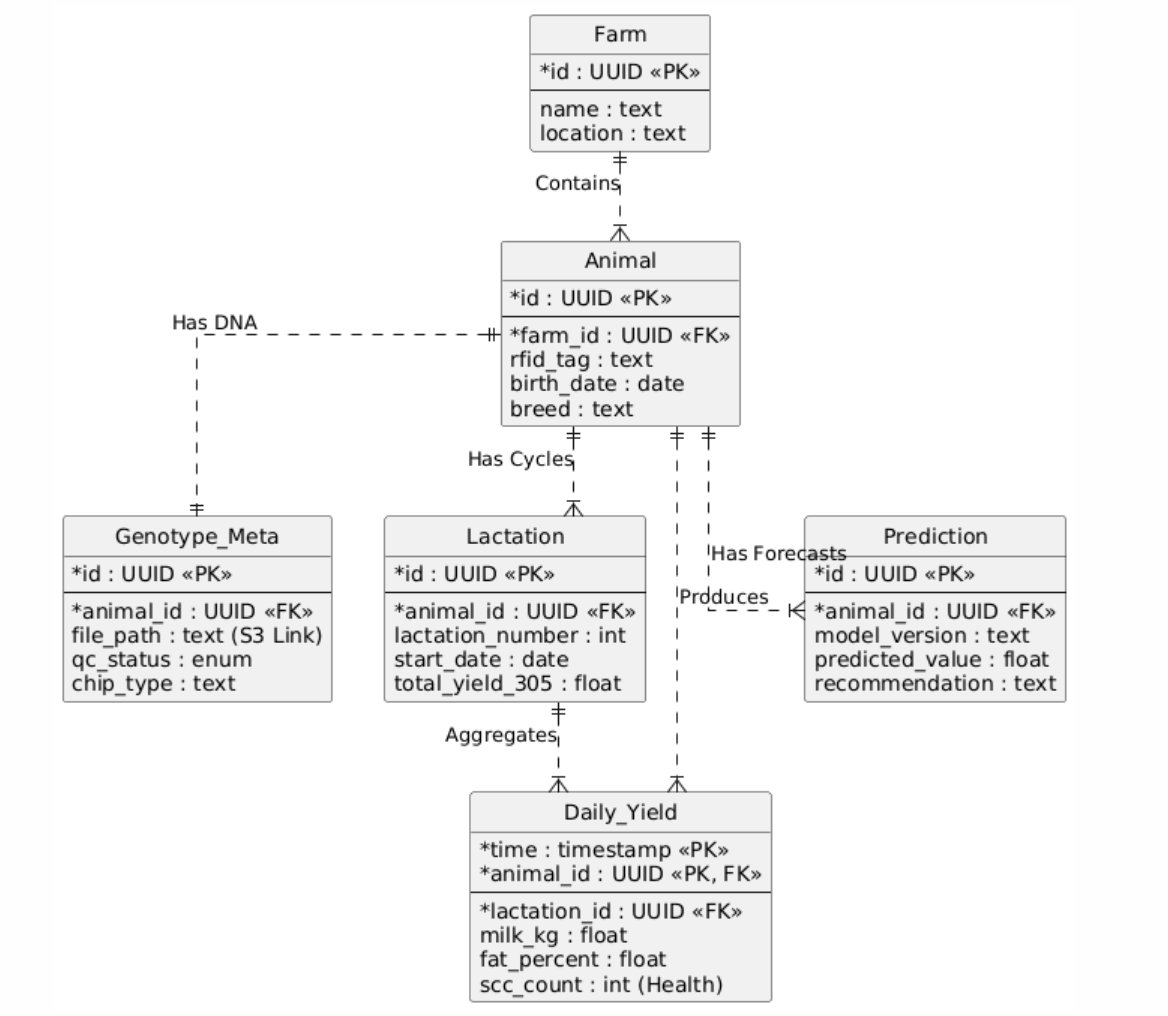 Farm
*id : UUID «PK»
name : text
location : text
Contains
Animal
*id : UUID «PK»
*farm_id : UUID «FK»
rfid_tag : text
birth_date : date
breed : text
Has DNA
Has Cycles
Genotype_Meta
*id : UUID «PK»
*animal_id : UUID «FK»
file_path : text (S3 Link)
qc_status : enum
chip_type : text
Lactation
*id : UUID «PK»
*animal_id : UUID «FK»
lactation_number : int
start_date : date
total_yield_305 : float
Has Forecasts
Produces
Prediction
*id : UUID «PK»
*animal_id : UUID «FK»
model_version : text
predicted_value : float
recommendation : text
Aggregates
Daily_Yield
*time : timestamp «PK»
*animal_id : UUID «PK, FK»
*lactation_id : UUID «FK»
milk_kg : float
fat_percent : float
scc_count : int (Health)